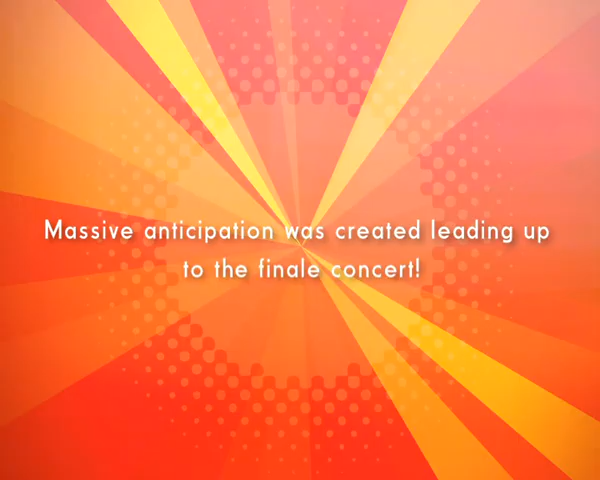 Massive anticipation was created leading up
to the finale concert!